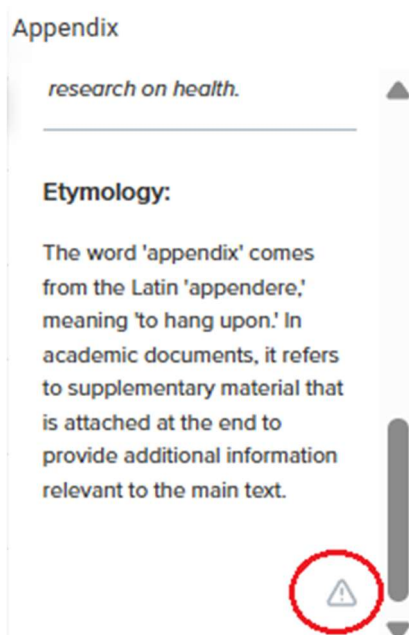 Appendix
research on health.
Etymology:
The word 'appendix' comes
from the Latin 'appendere,'
meaning 'to hang upon.' In
academic documents, it refers
to supplementary material that
is attached at the end to
provide additional information
relevant to the main text.